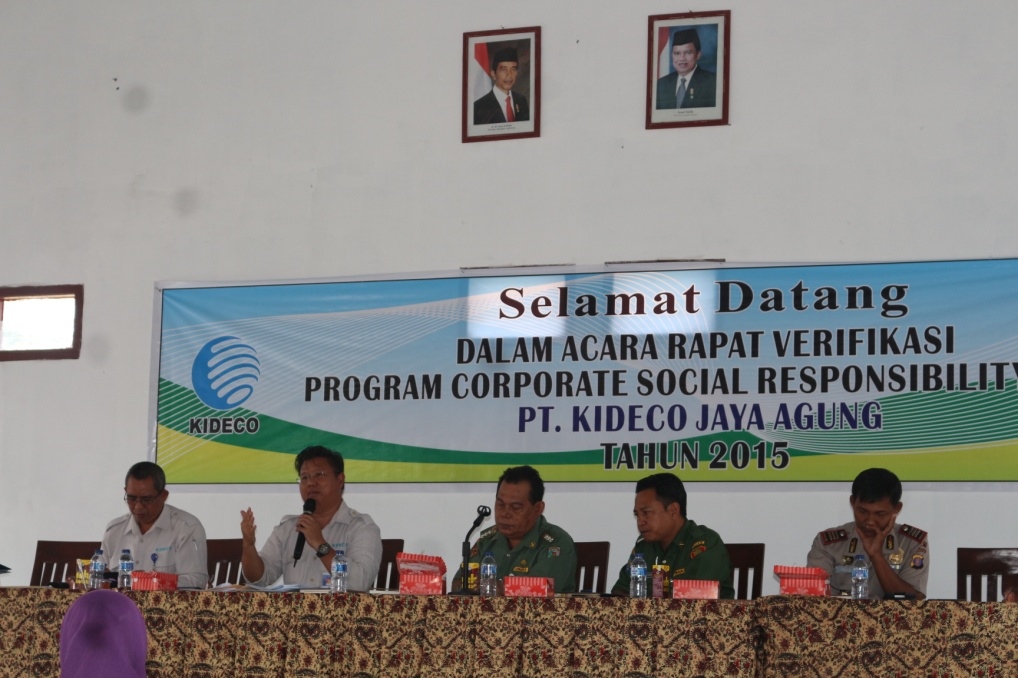 Selamat Datang
DALAM ACARA RAPAT VERIFIKASI
PROGRAM CORPORATE SOCIAL RESPONSIBILITY
PT. KIDECO JAYA AGUNG
TAHUN 2015
KIDECO